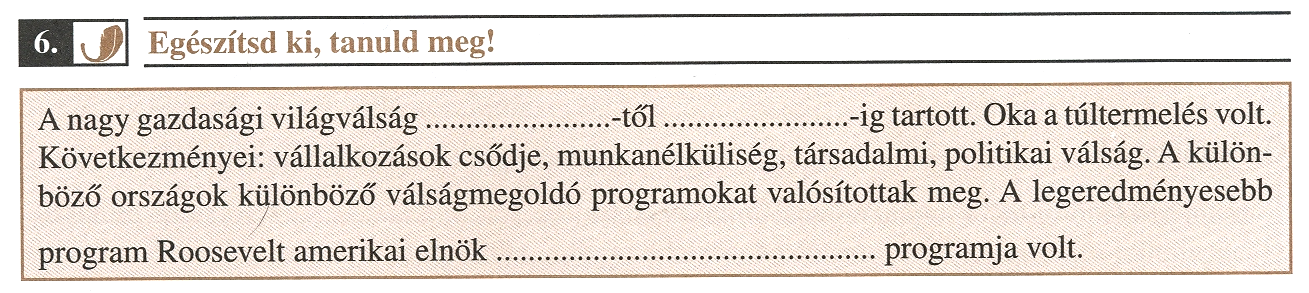 6. Egészítsd ki, tanuld meg!
A nagy gazdasági világválság .......................-től .......................-ig tartott. Oka a túltermelés volt.
Következményei: vállalkozások csődje, munkanélküliség, társadalmi, politikai válság. A külön-
böző országok különböző válságmegoldó programokat valósítottak meg. A legeredményesebb
program Roosevelt amerikai elnök ............................................... programja volt.